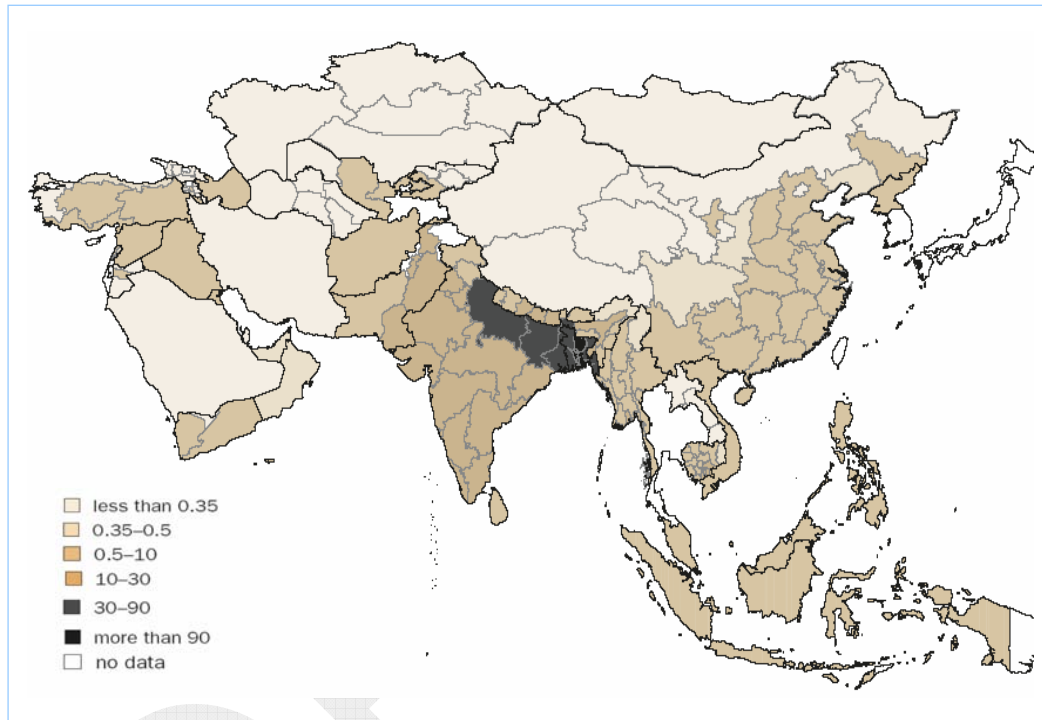 less than 0.35
0.35–0.5
0.5–10
10–30
30–90
more than 90
no data